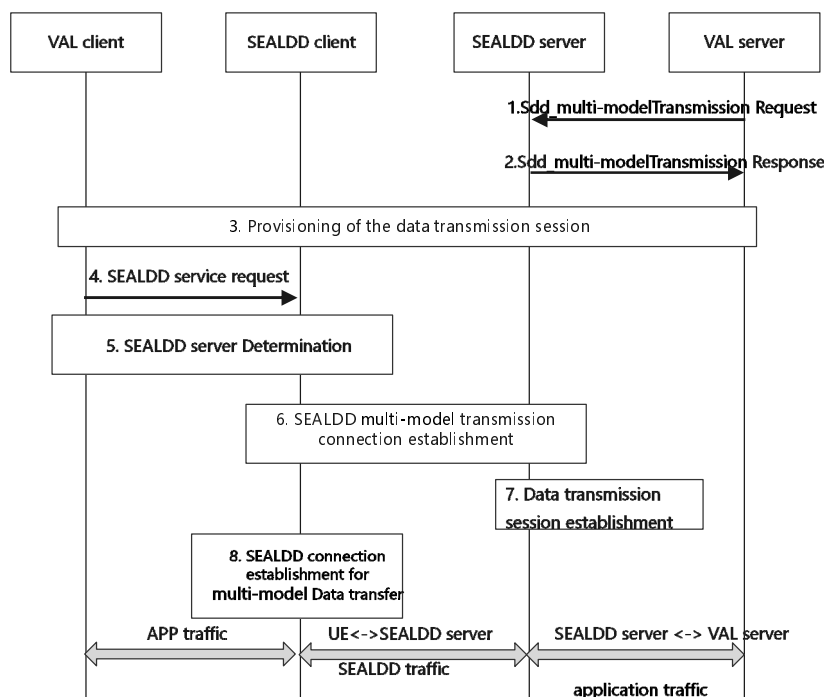 VAL client
SEALDD client
SEALDD server
VAL server
1.Sdd_multi-modelTransmission Request
2.Sdd_multi-modelTransmission Response
3. Provisioning of the data transmission session
4. SEALDD service request
5. SEALDD server Determination
6. SEALDD multi-model transmission
connection establishment
7. Data transmission
session establishment
8. SEALDD connection
establishment for
multi-model Data transfer
APP traffic
UE<->SEALDD server
SEALDD server <-> VAL server
SEALDD traffic
application traffic